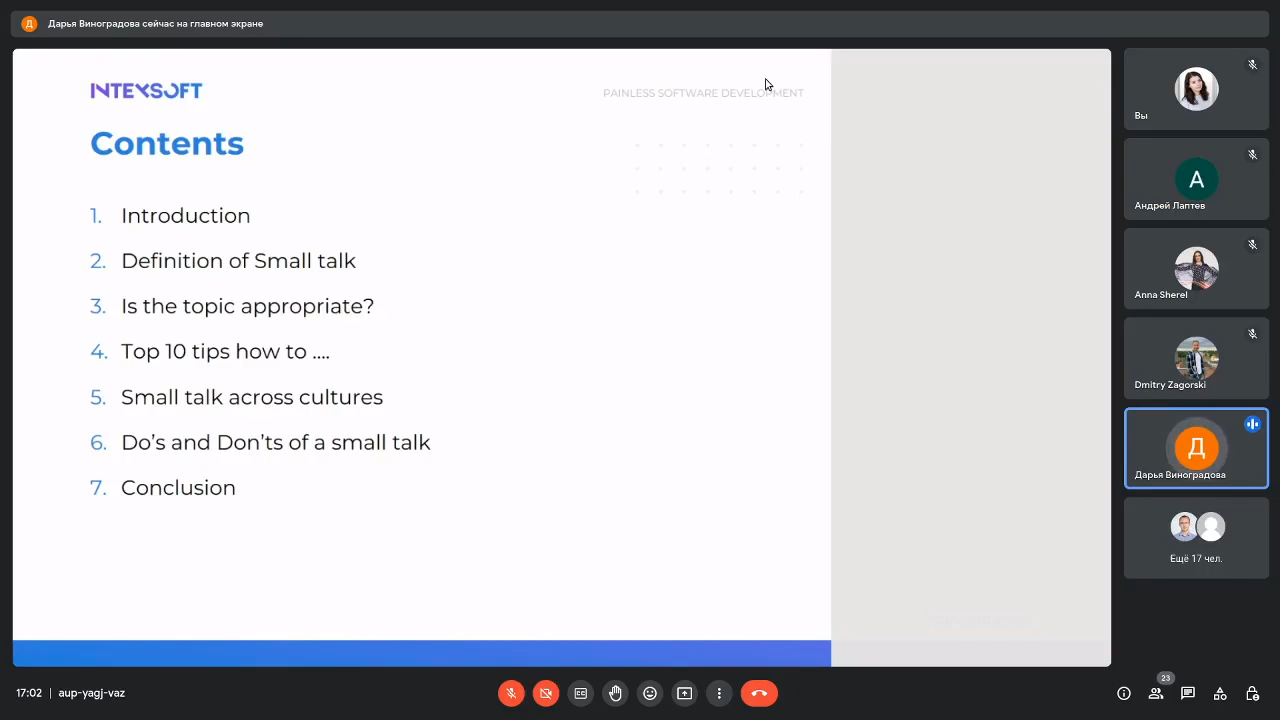 Д Дарья Виноградова сейчас на главном экране
INTEXSOFT
PAINLESS SOFTWARE DEVELOPMENT
Contents
1. Introduction
2. Definition of Small talk
3. Is the topic appropriate?
4. Top 10 tips how to ....
5. Small talk across cultures
6. Do’s and Don’ts of a small talk
7. Conclusion
Вы
А
Андрей Лаптев
Anna Sherel
Dmitry Zagorski
Д
Дарья Виноградова
Ещё 17 чел.
17:02 | aup-yagj-vaz
23